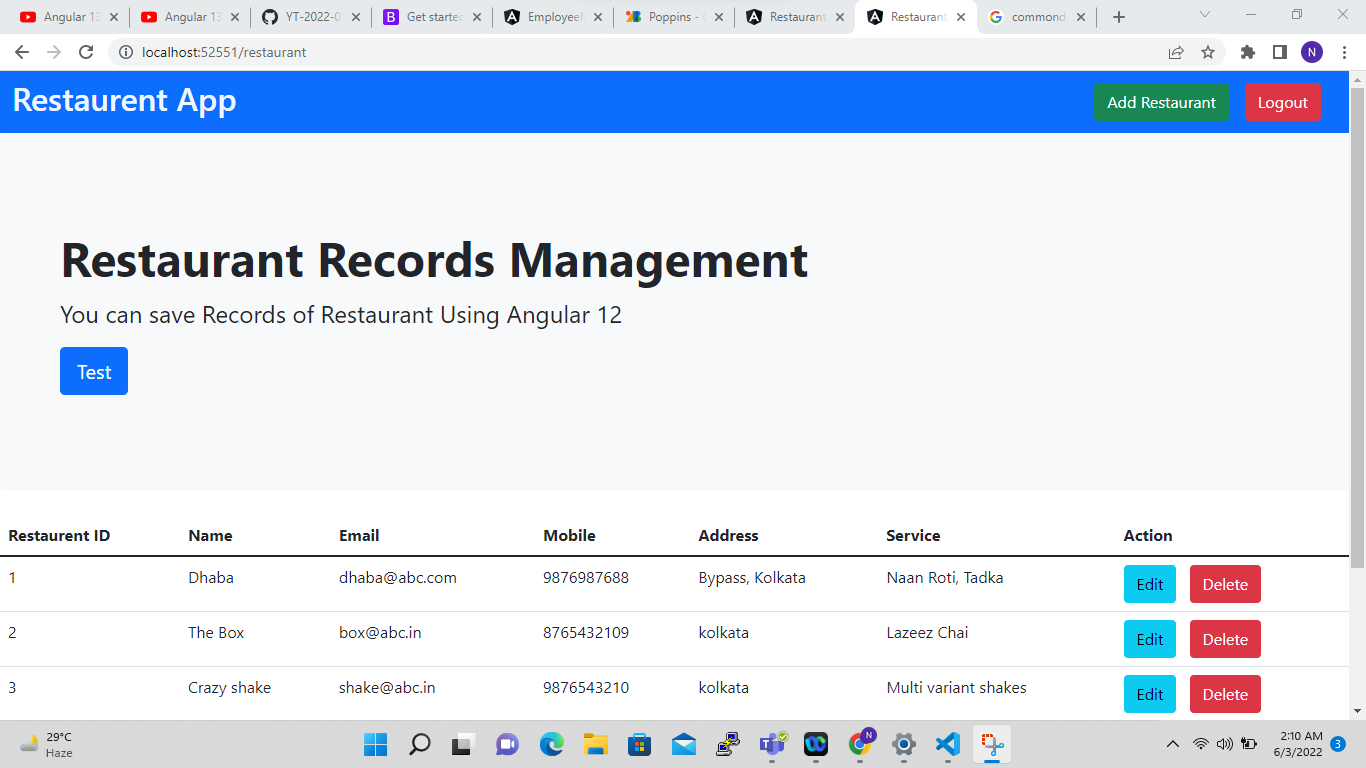 Angular 13
Angular 13
YT-2022-0
Get started
Employee
Poppins -
Restaurant
Restaurant
commond
localhost:52551/restaurant
N
Restaurent App
Add Restaurant
Logout
Restaurant Records Management
You can save Records of Restaurant Using Angular 12
Test
Restaurent ID Name Email Mobile Address Service Action
1 Dhaba dhaba@abc.com 9876987688 Bypass, Kolkata Naan Roti, Tadka Edit Delete
2 The Box box@abc.in 8765432109 kolkata Lazeez Chai Edit Delete
3 Crazy shake shake@abc.in 9876543210 kolkata Multi variant shakes Edit Delete
29°C
Haze
N
2:10 AM
6/3/2022
3